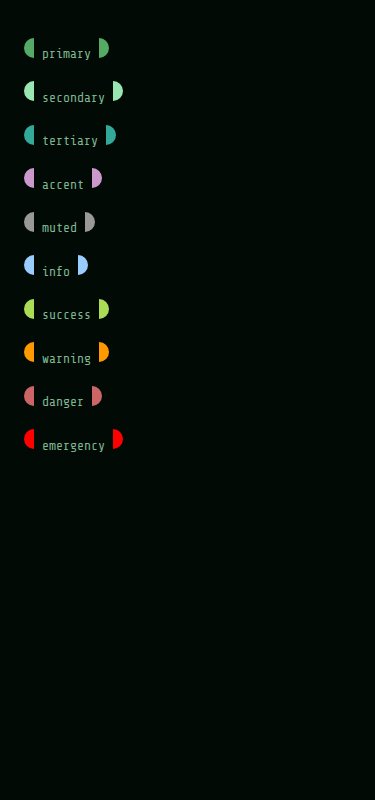 primary
secondary
tertiary
accent
muted
info
success
warning
danger
emergency